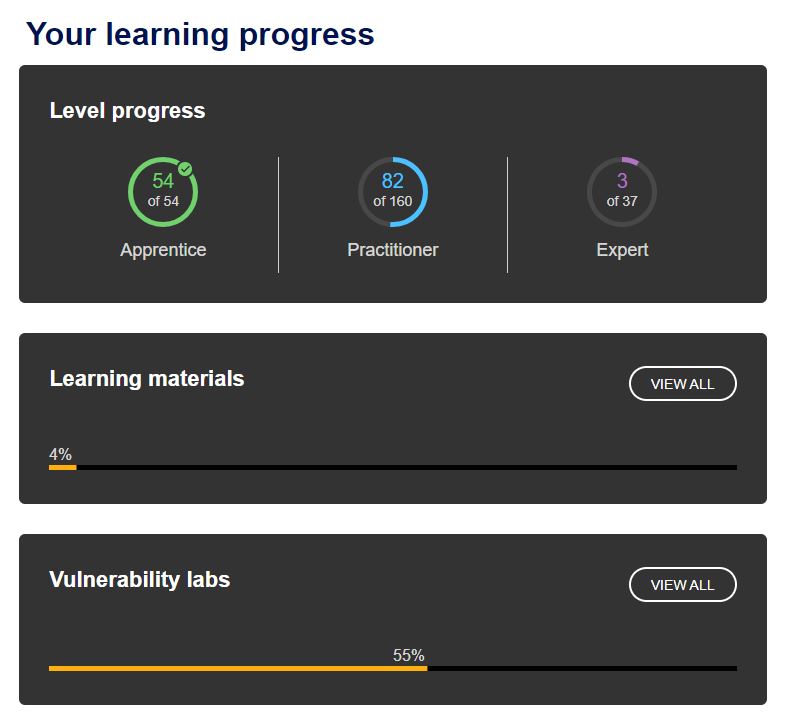 Your learning progress
Level progress
54
of 54
Apprentice
82
of 160
Practitioner
3
of 37
Expert
Learning materials
VIEW ALL
4%
Vulnerability labs
VIEW ALL
55%